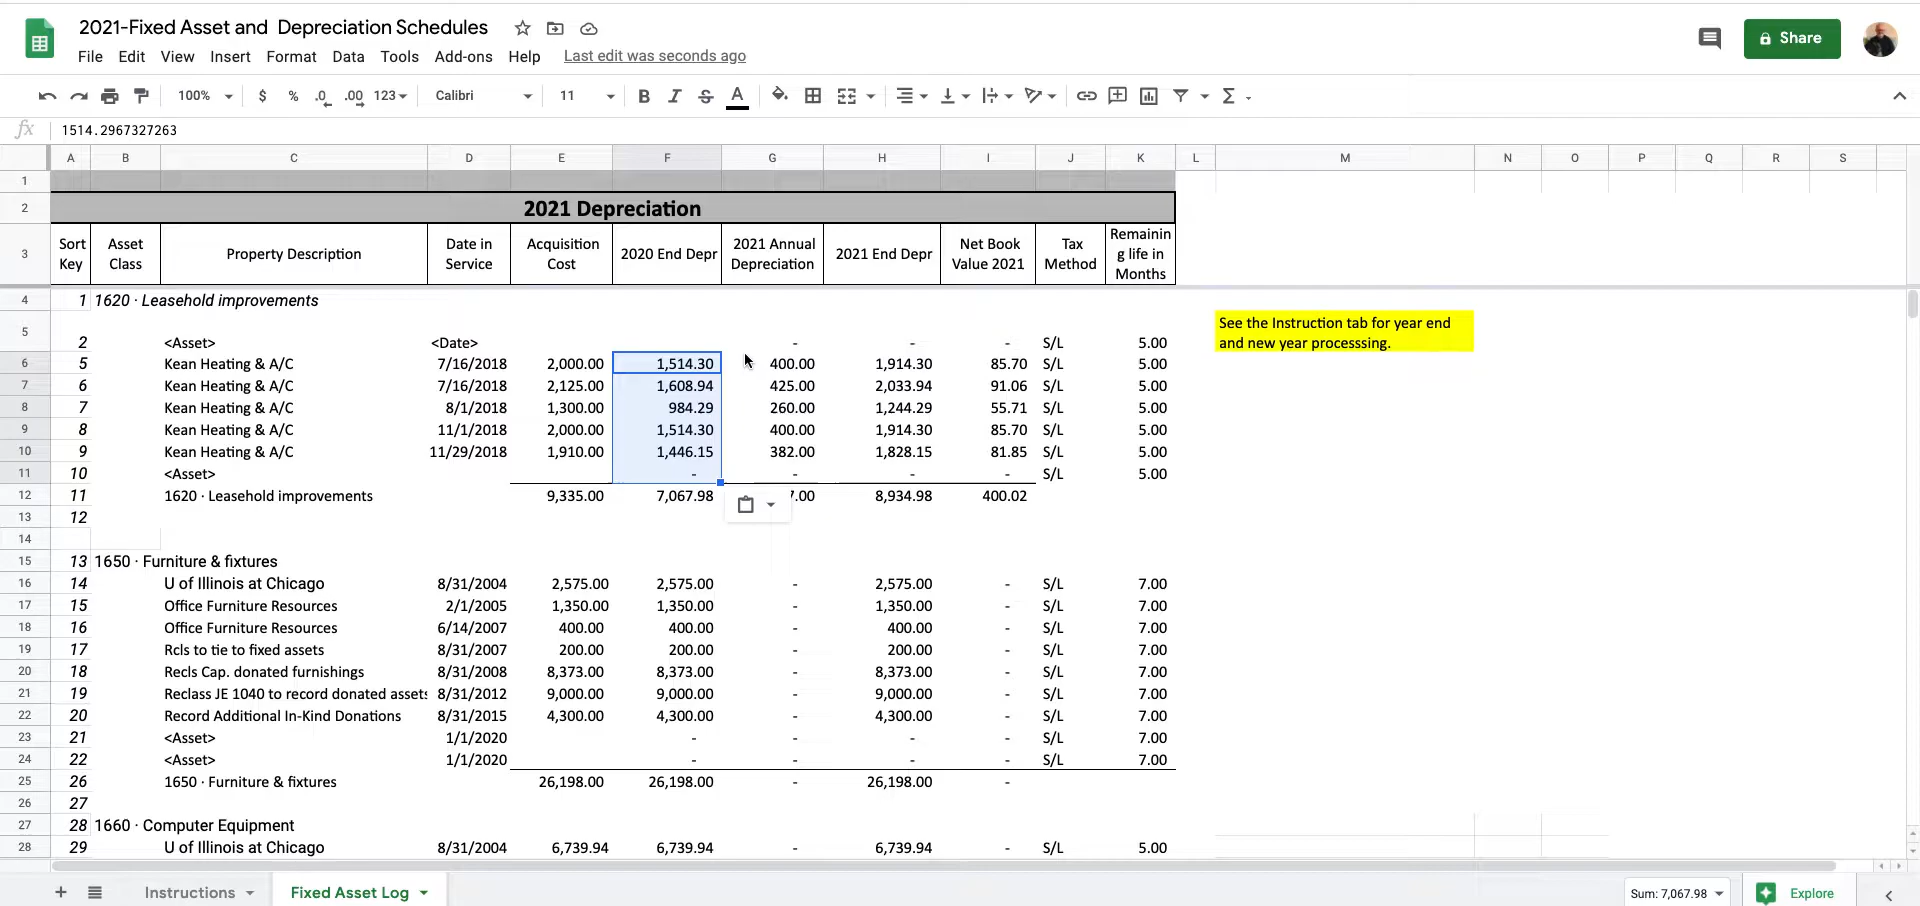 2021-Fixed Asset and Depreciation Schedules
File Edit View Insert Format Data Tools Add-ons Help Last edit was seconds ago
Share
100% $ % .0 .00 123 Calibri 11 B I S A Σ
fx 1514.2967327263
A B C D E F G H I J K L M N O P Q R S
1
2 2021 Depreciation
3 Sort Key Asset Class Property Description Date in Service Acquisition Cost 2020 End Depr 2021 Annual Depreciation 2021 End Depr Net Book Value 2021 Tax Method Remaining life in Months
4 1 1620 · Leasehold improvements
5 2 <Asset> <Date> - - - S/L 5.00
See the Instruction tab for year end
and new year processsing.
6 5 Kean Heating & A/C 7/16/2018 2,000.00 1,514.30 400.00 1,914.30 85.70 S/L 5.00
7 6 Kean Heating & A/C 7/16/2018 2,125.00 1,608.94 425.00 2,033.94 91.06 S/L 5.00
8 7 Kean Heating & A/C 8/1/2018 1,300.00 984.29 260.00 1,244.29 55.71 S/L 5.00
9 8 Kean Heating & A/C 11/1/2018 2,000.00 1,514.30 400.00 1,914.30 85.70 S/L 5.00
10 9 Kean Heating & A/C 11/29/2018 1,910.00 1,446.15 382.00 1,828.15 81.85 S/L 5.00
11 10 <Asset> - - - - S/L 5.00
12 11 1620 · Leasehold improvements 9,335.00 7,067.98 7.00 8,934.98 400.02
13 12
14
15 13 1650 · Furniture & fixtures
16 14 U of Illinois at Chicago 8/31/2004 2,575.00 2,575.00 - 2,575.00 - S/L 7.00
17 15 Office Furniture Resources 2/1/2005 1,350.00 1,350.00 - 1,350.00 - S/L 7.00
18 16 Office Furniture Resources 6/14/2007 400.00 400.00 - 400.00 - S/L 7.00
19 17 Rcls to tie to fixed assets 8/31/2007 200.00 200.00 - 200.00 - S/L 7.00
20 18 Recls Cap. donated furnishings 8/31/2008 8,373.00 8,373.00 - 8,373.00 - S/L 7.00
21 19 Reclass JE 1040 to record donated assets 8/31/2012 9,000.00 9,000.00 - 9,000.00 - S/L 7.00
22 20 Record Additional In-Kind Donations 8/31/2015 4,300.00 4,300.00 - 4,300.00 - S/L 7.00
23 21 <Asset> 1/1/2020 - - - - S/L 7.00
24 22 <Asset> 1/1/2020 - - - - S/L 7.00
25 26 1650 · Furniture & fixtures 26,198.00 26,198.00 - 26,198.00 -
26 27
27 28 1660 · Computer Equipment
28 29 U of Illinois at Chicago 8/31/2004 6,739.94 6,739.94 - 6,739.94 - S/L 5.00
Instructions Fixed Asset Log Sum: 7,067.98 Explore